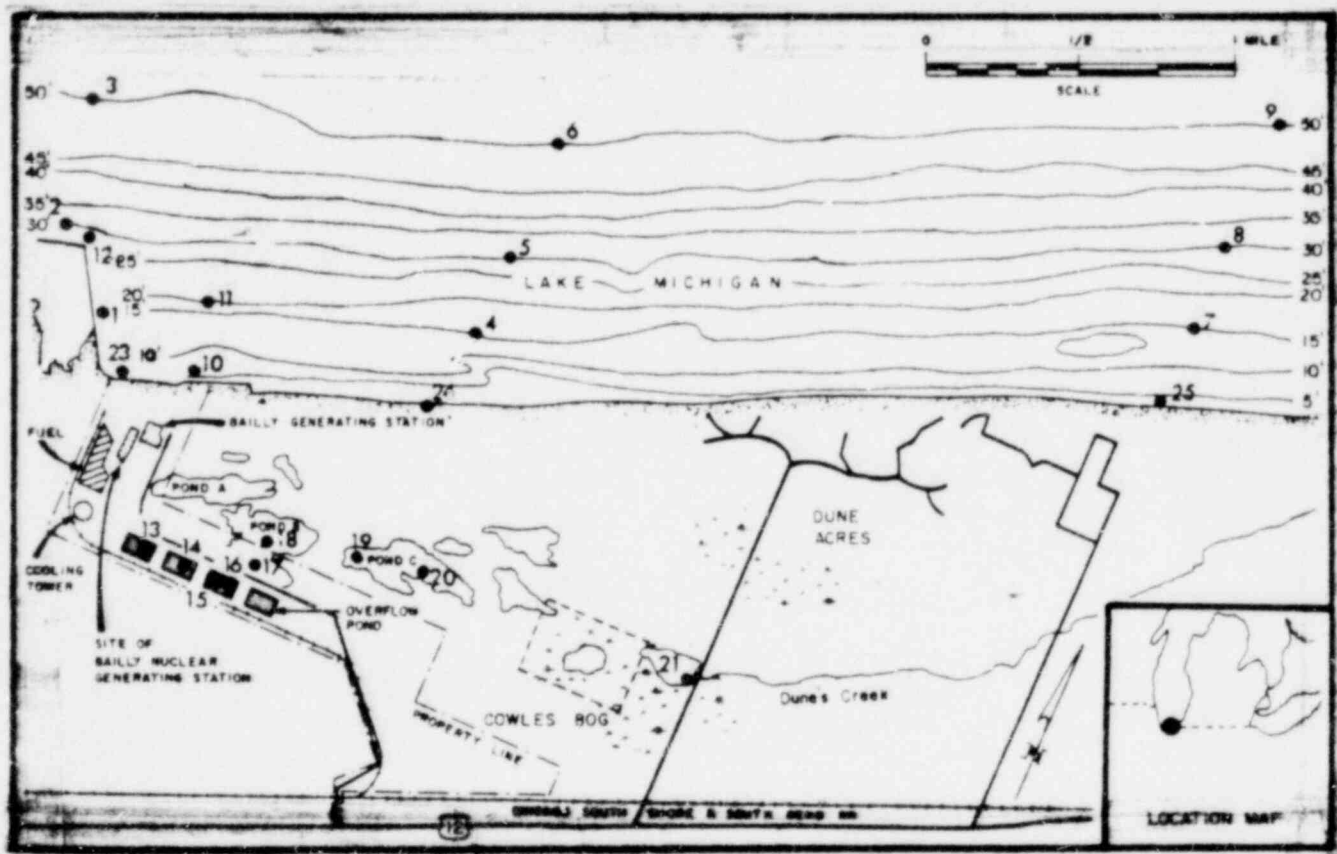 0 1/2 1 MILE
SCALE
50' 3
6
9 50'
45'
40'
45'
40'
35'
2
30'
35'
12
25'
5
8 30'
LAKE MICHIGAN
25'
20'
11
20'
1 15'
4
7
15'
23 10'
10
10'
24
25
5'
BAILLY GENERATING STATION
FUEL
POND A
DUNE
ACRES
13
14
POND
18
19
POND C
16 17
20
15
COOLING
TOWER
OVERFLOW
POND
SITE OF
BAILLY NUCLEAR
GENERATING STATION
21
Dune's Creek
COWLES BOG
PROPERTY LINE
SOUTH SHORE & SOUTH BEND RR
12
LOCATION MAP